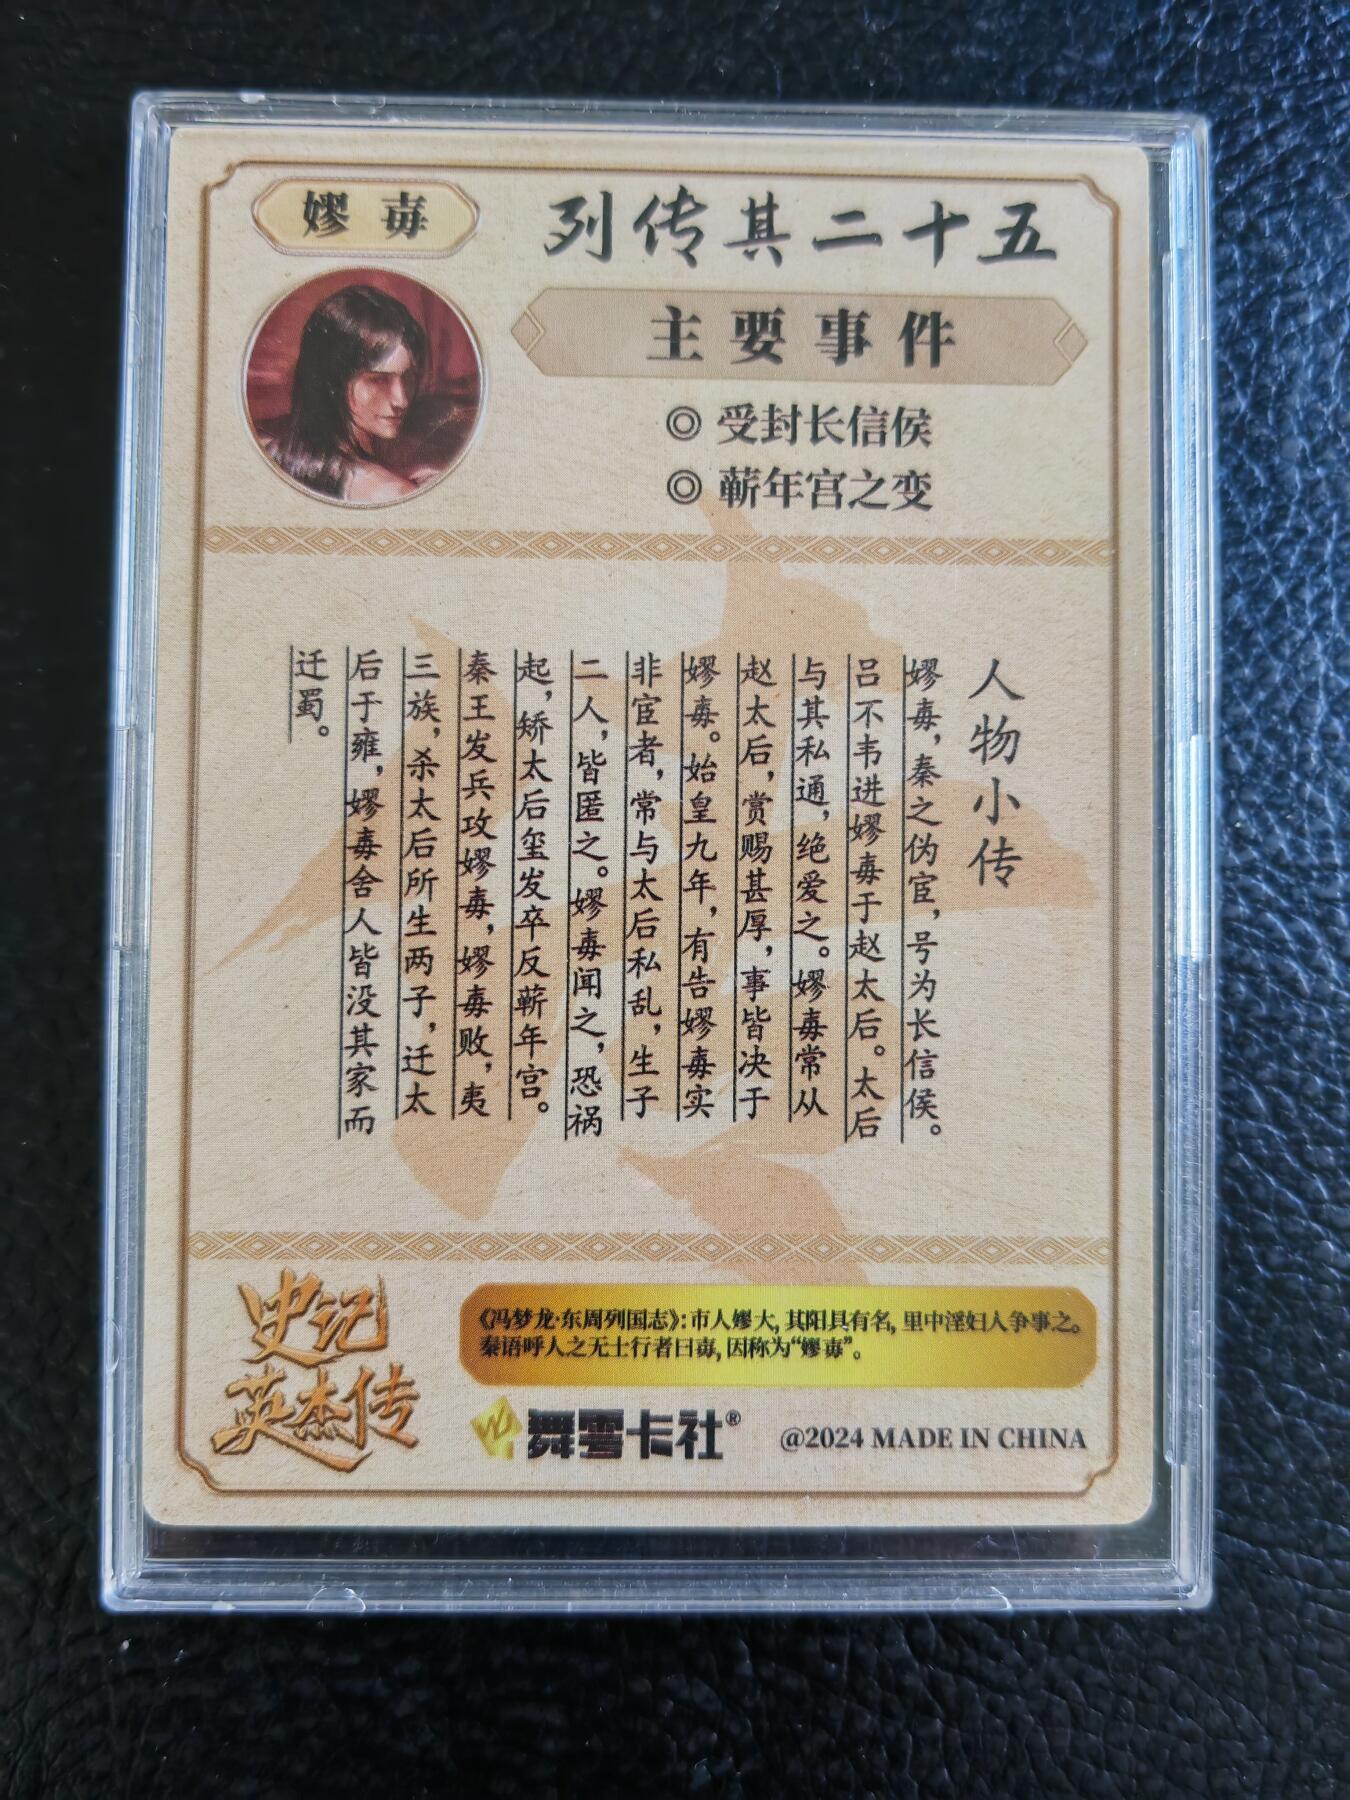 嫪毐
列传其二十五
主要事件
◎ 受封长信侯
◎ 蕲年宫之变
人物小传
嫪毐，秦之伪宦，号为长信侯。
吕不韦进嫪毐于赵太后。太后
与其私通，绝爱之。嫪毐常从
赵太后，赏赐甚厚，事皆决于
嫪毐。始皇九年，有告嫪毐实
非宦者，常与太后私乱，生子
二人，皆匿之。嫪毐闻之，恐祸
起，矫太后玺发卒反蕲年宫。
秦王发兵攻嫪毐，嫪毐败，夷
三族，杀太后所生两子，迁太
后于雍，嫪毐舍人皆没其家而
迁蜀。
史记
英杰传
《冯梦龙·东周列国志》：市人嫪大，其阳具有名，里中淫妇人争事之。
秦语呼人之无士行者曰毐，因称为“嫪毐”。
舞雩卡社®
@2024 MADE IN CHINA